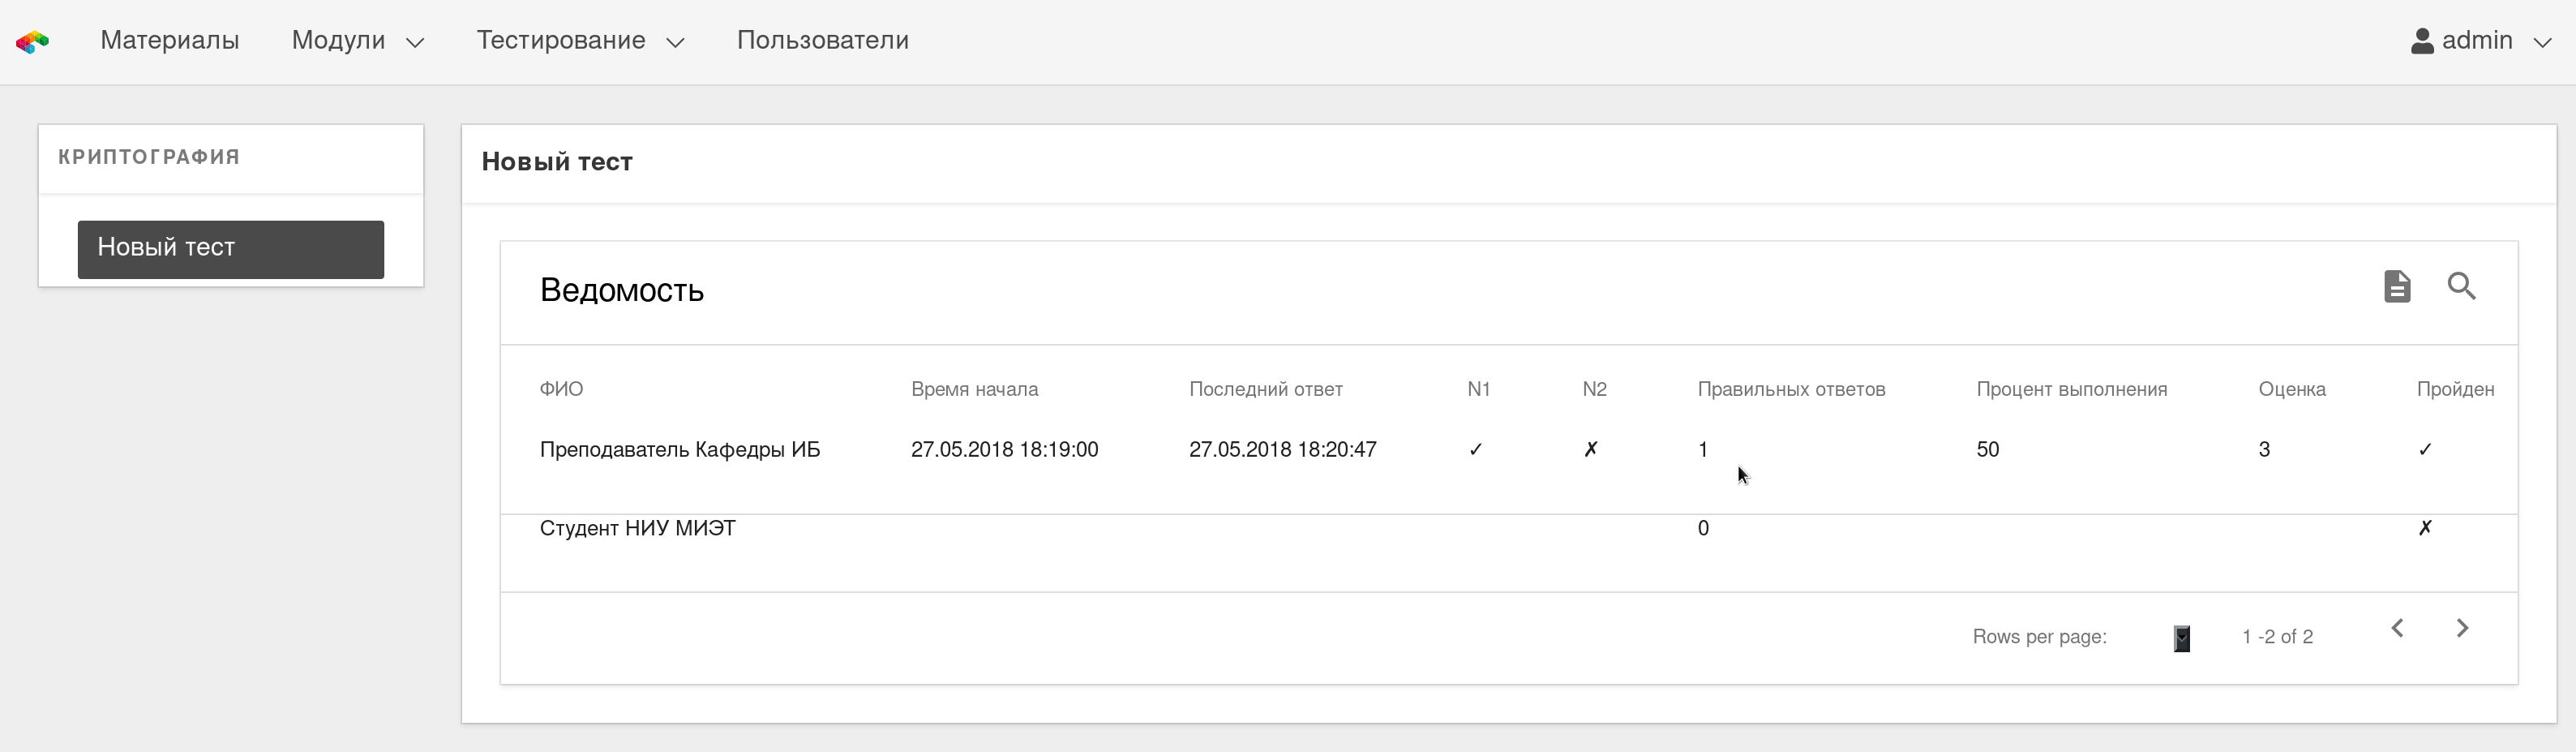 Материалы Модули Тестирование Пользователи admin
КРИПТОГРАФИЯ
Новый тест
Новый тест
Ведомость
ФИО Время начала Последний ответ N1 N2 Правильных ответов Процент выполнения Оценка Пройден
Преподаватель Кафедры ИБ 27.05.2018 18:19:00 27.05.2018 18:20:47 ✓ ✗ 1 50 3 ✓
Студент НИУ МИЭТ 0 ✗
Rows per page: 1 -2 of 2